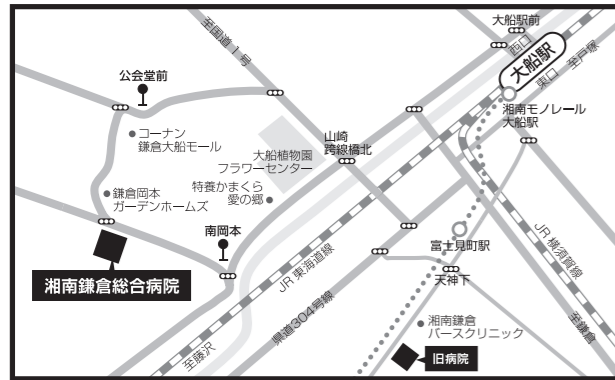 大船駅前
至国道1号
西口
大船駅
東口
至戸塚
公会堂前
湘南モノレール
大船駅
コーナン
鎌倉大船モール
山崎
跨線橋北
大船植物園
フラワーセンター
特養かまくら
愛の郷
鎌倉岡本
ガーデンホームズ
南岡本
富士見町駅
JR東海道線
JR横須賀線
湘南鎌倉総合病院
天神下
県道304号線
至鎌倉
湘南鎌倉
バースクリニック
至藤沢
旧病院